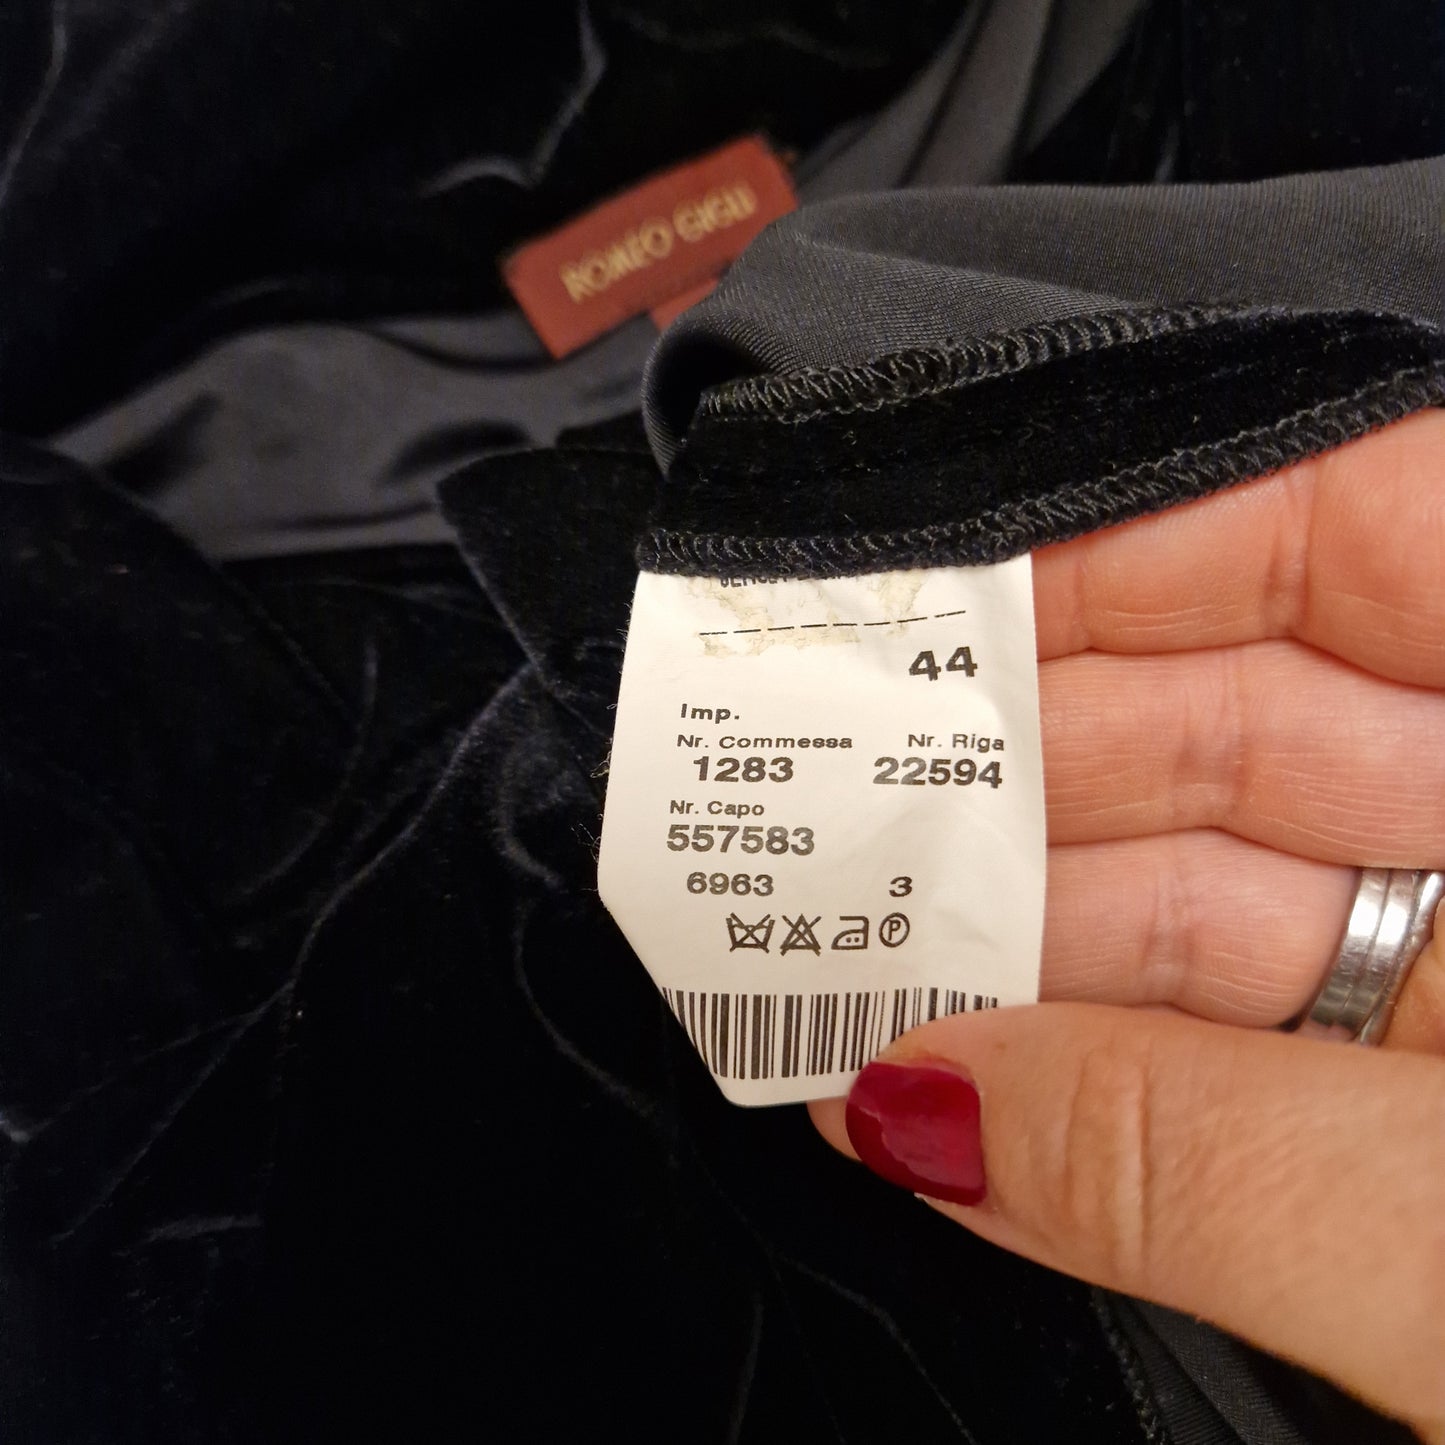 ROMEO GIGLI
44
Imp.
Nr. Commessa Nr. Riga
1283 22594
Nr. Capo
557583
6963 3
P